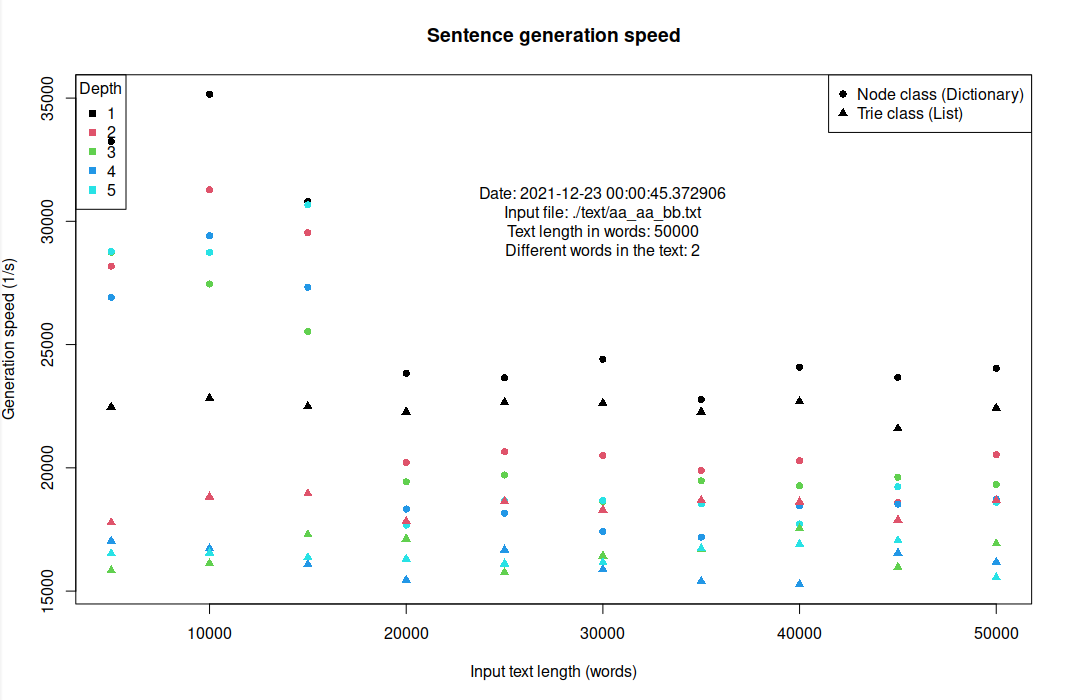 Sentence generation speed
Depth
1
2
3
4
5
Node class (Dictionary)
Trie class (List)
Date: 2021-12-23 00:00:45.372906
Input file: ./text/aa_aa_bb.txt
Text length in words: 50000
Different words in the text: 2
Generation speed (1/s)
35000
30000
25000
20000
15000
10000 20000 30000 40000 50000
Input text length (words)